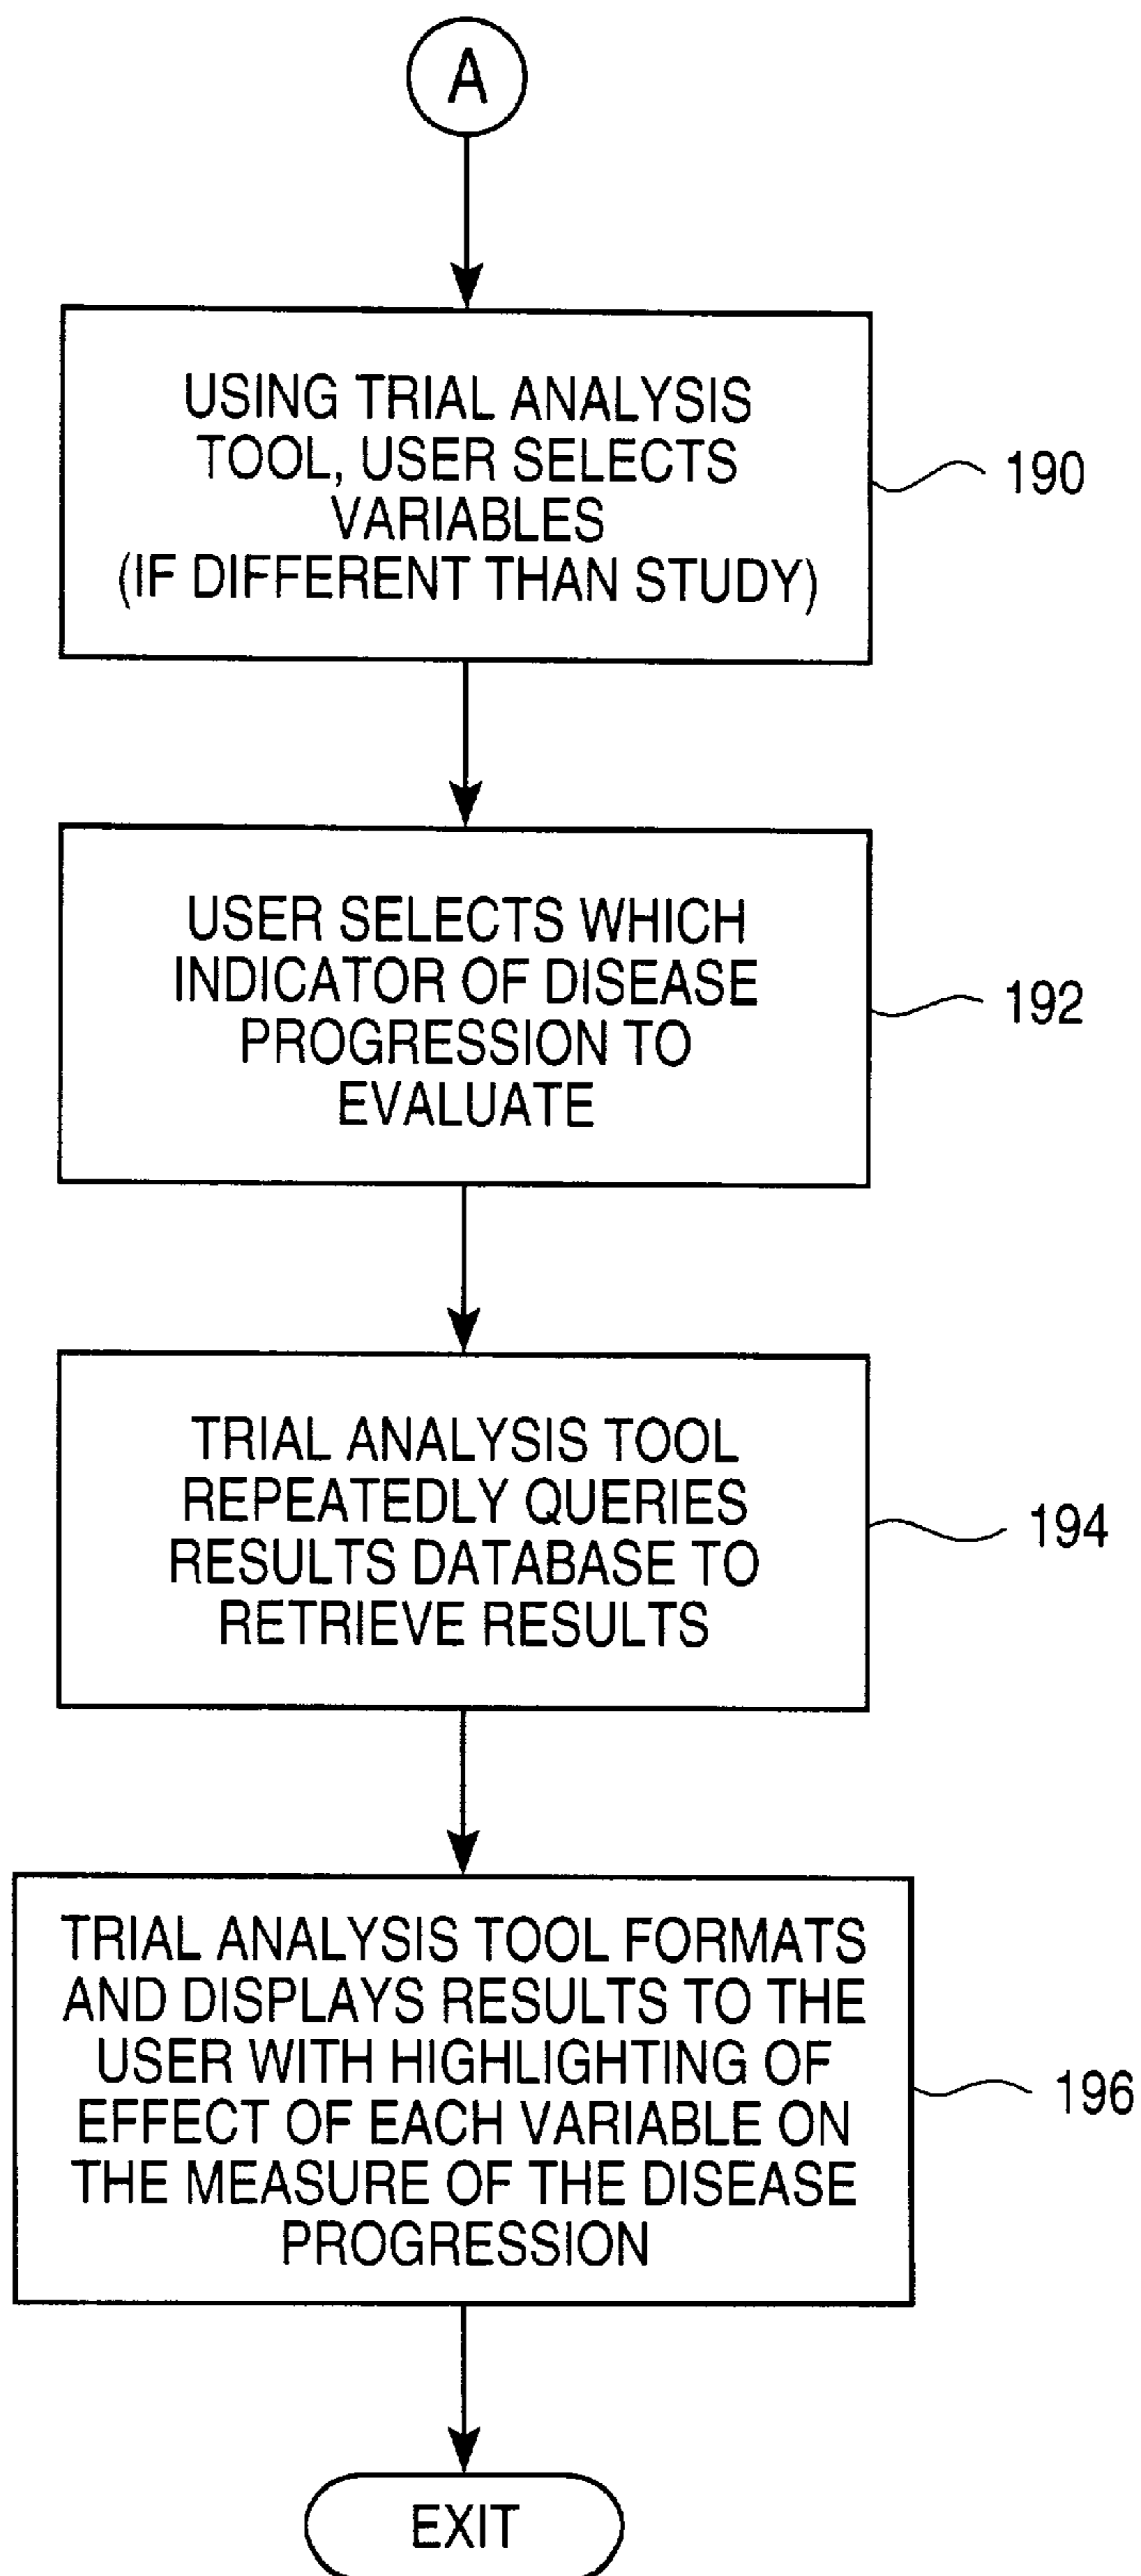 A
USING TRIAL ANALYSIS
TOOL, USER SELECTS
VARIABLES
(IF DIFFERENT THAN STUDY)
190
USER SELECTS WHICH
INDICATOR OF DISEASE
PROGRESSION TO
EVALUATE
192
TRIAL ANALYSIS TOOL
REPEATEDLY QUERIES
RESULTS DATABASE TO
RETRIEVE RESULTS
194
TRIAL ANALYSIS TOOL FORMATS
AND DISPLAYS RESULTS TO THE
USER WITH HIGHLIGHTING OF
EFFECT OF EACH VARIABLE ON
THE MEASURE OF THE DISEASE
PROGRESSION
196
EXIT